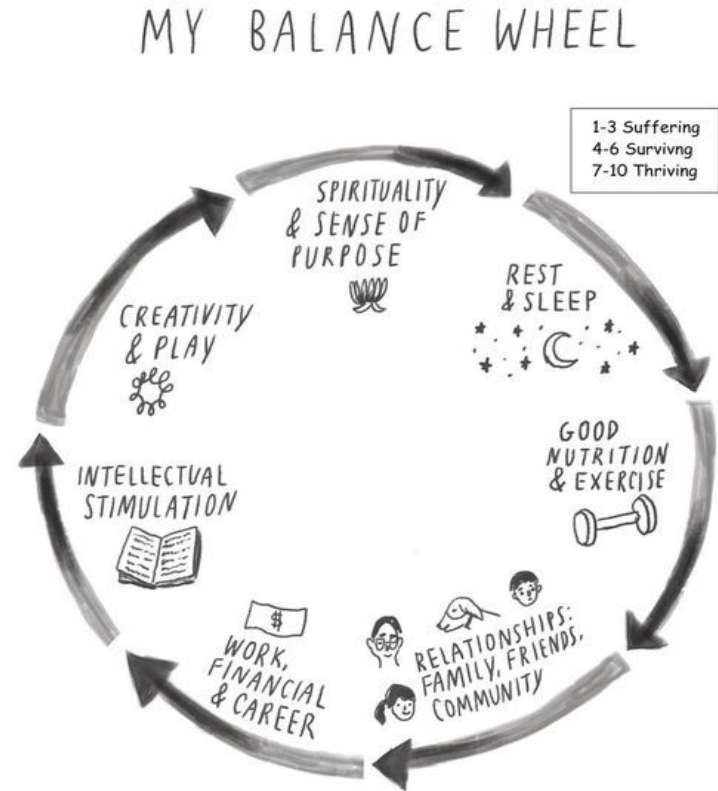 MY BALANCE WHEEL
1-3 Suffering
4-6 Survivng
7-10 Thriving
SPIRITUALITY
& SENSE OF
PURPOSE
REST
& SLEEP
GOOD
NUTRITION
& EXERCISE
RELATIONSHIPS:
FAMILY, FRIENDS,
COMMUNITY
$
WORK,
FINANCIAL
& CAREER
INTELLECTUAL
STIMULATION
CREATIVITY
& PLAY